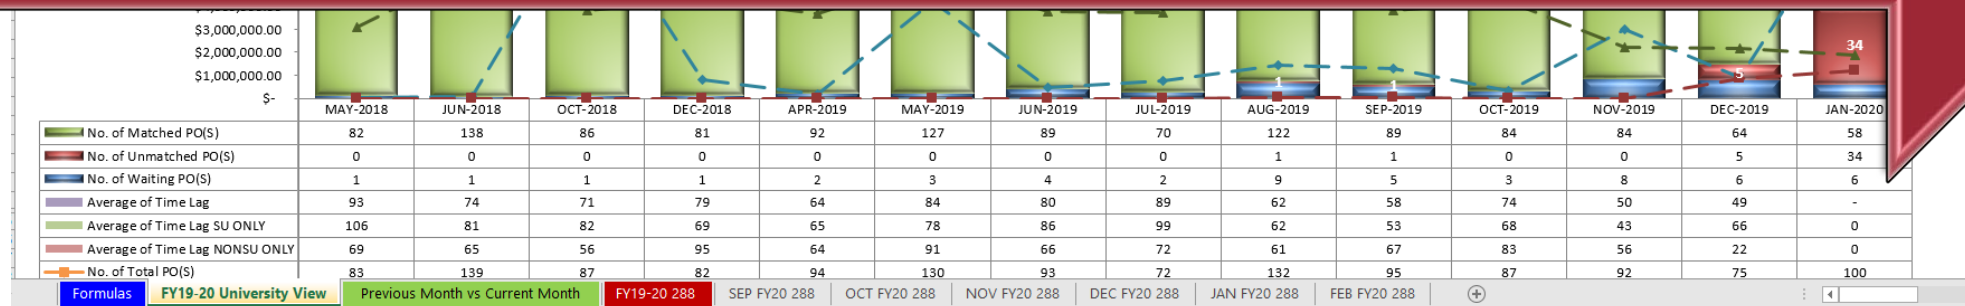 $3,000,000.00
$2,000,000.00
$1,000,000.00
$-
34
1 1 5
MAY-2018 JUN-2018 OCT-2018 DEC-2018 APR-2019 MAY-2019 JUN-2019 JUL-2019 AUG-2019 SEP-2019 OCT-2019 NOV-2019 DEC-2019 JAN-2020
No. of Matched PO(S) 82 138 86 81 92 127 89 70 122 89 84 84 64 58
No. of Unmatched PO(S) 0 0 0 0 0 0 0 0 1 1 0 0 5 34
No. of Waiting PO(S) 1 1 1 1 2 3 4 2 9 5 3 8 6 6
Average of Time Lag 93 74 71 79 64 84 80 89 62 58 74 50 49 -
Average of Time Lag SU ONLY 106 81 82 69 65 78 86 99 62 53 68 43 66 0
Average of Time Lag NONSU ONLY 69 65 56 95 64 91 66 72 61 67 83 56 22 0
No. of Total PO(S) 83 139 87 82 94 130 93 72 132 95 87 92 75 100
Formulas FY19-20 University View Previous Month vs Current Month FY19-20 288 SEP FY20 288 OCT FY20 288 NOV FY20 288 DEC FY20 288 JAN FY20 288 FEB FY20 288